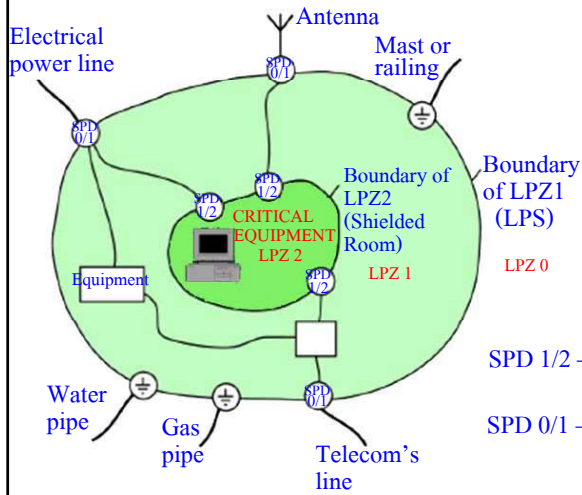 Antenna
Electrical
power line
Mast or
railing
SPD
0/1
SPD
0/1
SPD
1/2
SPD
1/2
Boundary of
LPZ2
(Shielded
Room)
Boundary
of LPZ1
(LPS)
CRITICAL
EQUIPMENT
LPZ 2
LPZ 1
LPZ 0
Equipment
SPD
1/2
SPD 1/2 –
SPD
0/1
SPD 0/1 –
Water
pipe
Gas
pipe
Telecom's
line